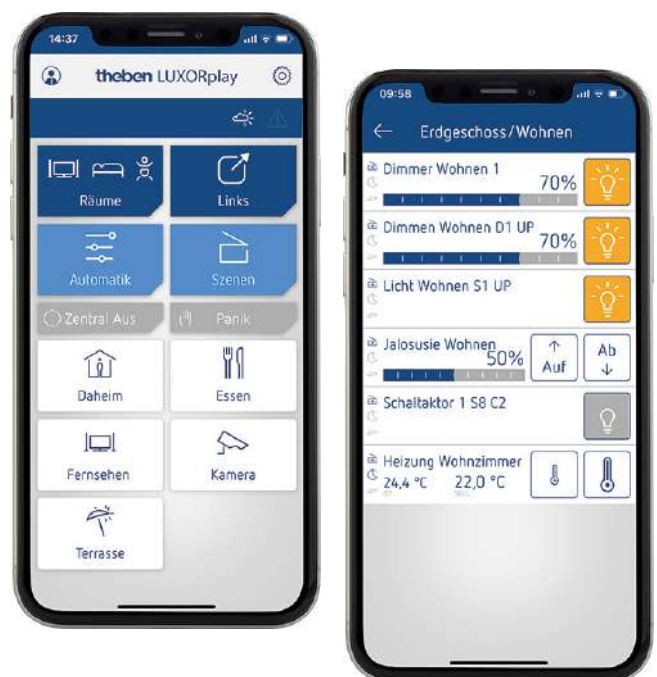 14:37
theben LUXORplay
Räume
Links
Automatik
Szenen
Zentral Aus
Panik
Daheim
Essen
Fernsehen
Kamera
Terrasse
09:58
Erdgeschoss/Wohnen
Dimmer Wohnen 1
70%
Dimmen Wohnen D1 UP
70%
Licht Wohnen S1 UP
Jalosusie Wohnen
50%
Auf
Ab
Schaltaktor 1 S8 C2
Heizung Wohnzimmer
24,4 °C 22,0 °C